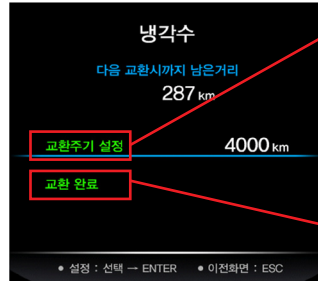 냉각수
다음 교환시까지 남은거리
287 km
교환주기 설정 4000 km
교환 완료
● 설정 : 선택 → ENTER ● 이전화면 : ESC